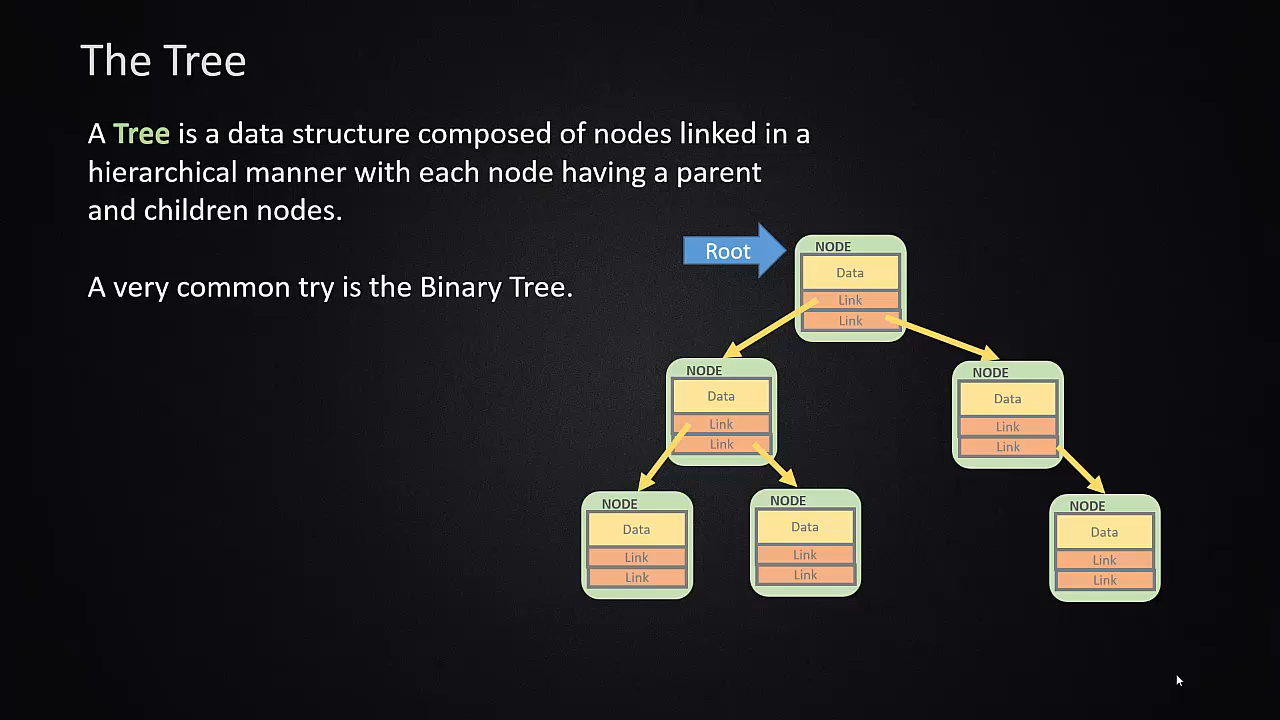 The Tree
A Tree is a data structure composed of nodes linked in a
hierarchical manner with each node having a parent
and children nodes.
A very common try is the Binary Tree.
Root
NODE
Data
Link
Link
NODE
Data
Link
Link
NODE
Data
Link
Link
NODE
Data
Link
Link
NODE
Data
Link
Link
NODE
Data
Link
Link